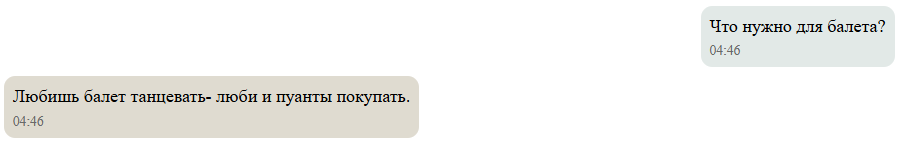 Что нужно для балета?
04:46
Любишь балет танцевать- люби и пуанты покупать.
04:46